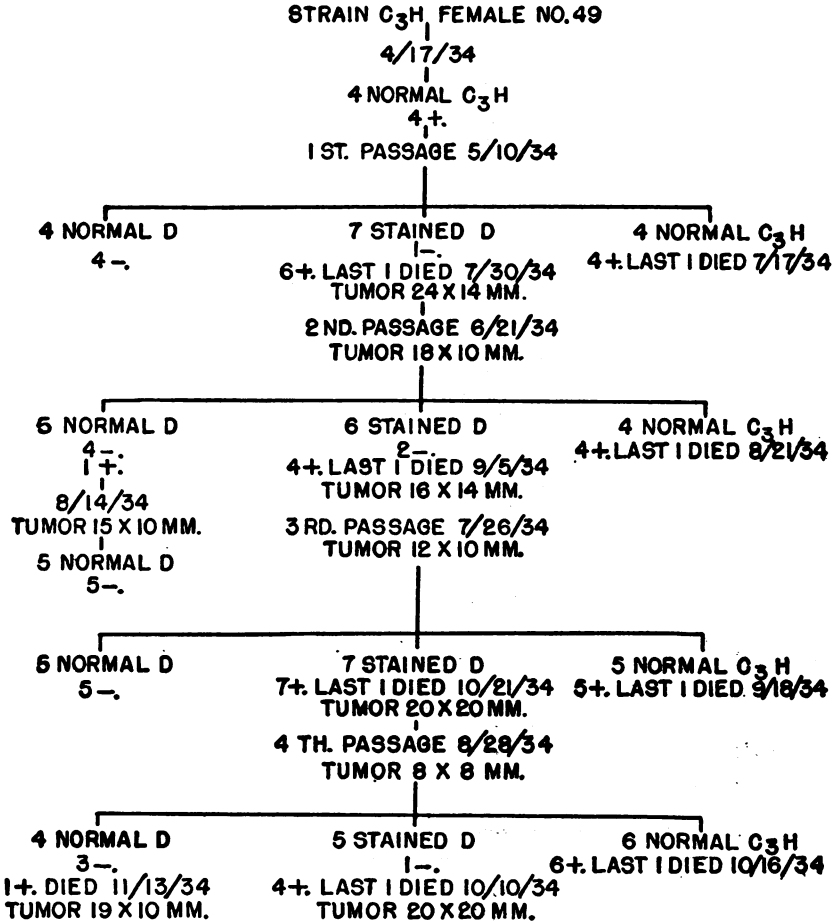 STRAIN C3H FEMALE NO. 49
4/17/34
4 NORMAL C3H
4+.
1 ST. PASSAGE 5/10/34
4 NORMAL D
4-.
7 STAINED D
1-.
6+. LAST 1 DIED 7/30/34
TUMOR 24 X 14 MM.
4 NORMAL C3H
4+. LAST 1 DIED 7/17/34
2 ND. PASSAGE 6/21/34
TUMOR 18 X 10 MM.
5 NORMAL D
4-.
1+.
8/14/34
TUMOR 15 X 10 MM.
5 NORMAL D
5-.
6 STAINED D
2-.
4+. LAST 1 DIED 9/5/34
TUMOR 16 X 14 MM.
4 NORMAL C3H
4+. LAST 1 DIED 8/21/34
3 RD. PASSAGE 7/26/34
TUMOR 12 X 10 MM.
5 NORMAL D
5-.
7 STAINED D
7+. LAST 1 DIED 10/21/34
TUMOR 20 X 20 MM.
5 NORMAL C3H
5+. LAST 1 DIED 9/18/34
4 TH. PASSAGE 8/28/34
TUMOR 8 X 8 MM.
4 NORMAL D
3-.
1+. DIED 11/13/34
TUMOR 19 X 10 MM.
5 STAINED D
1-.
4+. LAST 1 DIED 10/10/34
TUMOR 20 X 20 MM.
6 NORMAL C3H
6+. LAST 1 DIED 10/16/34